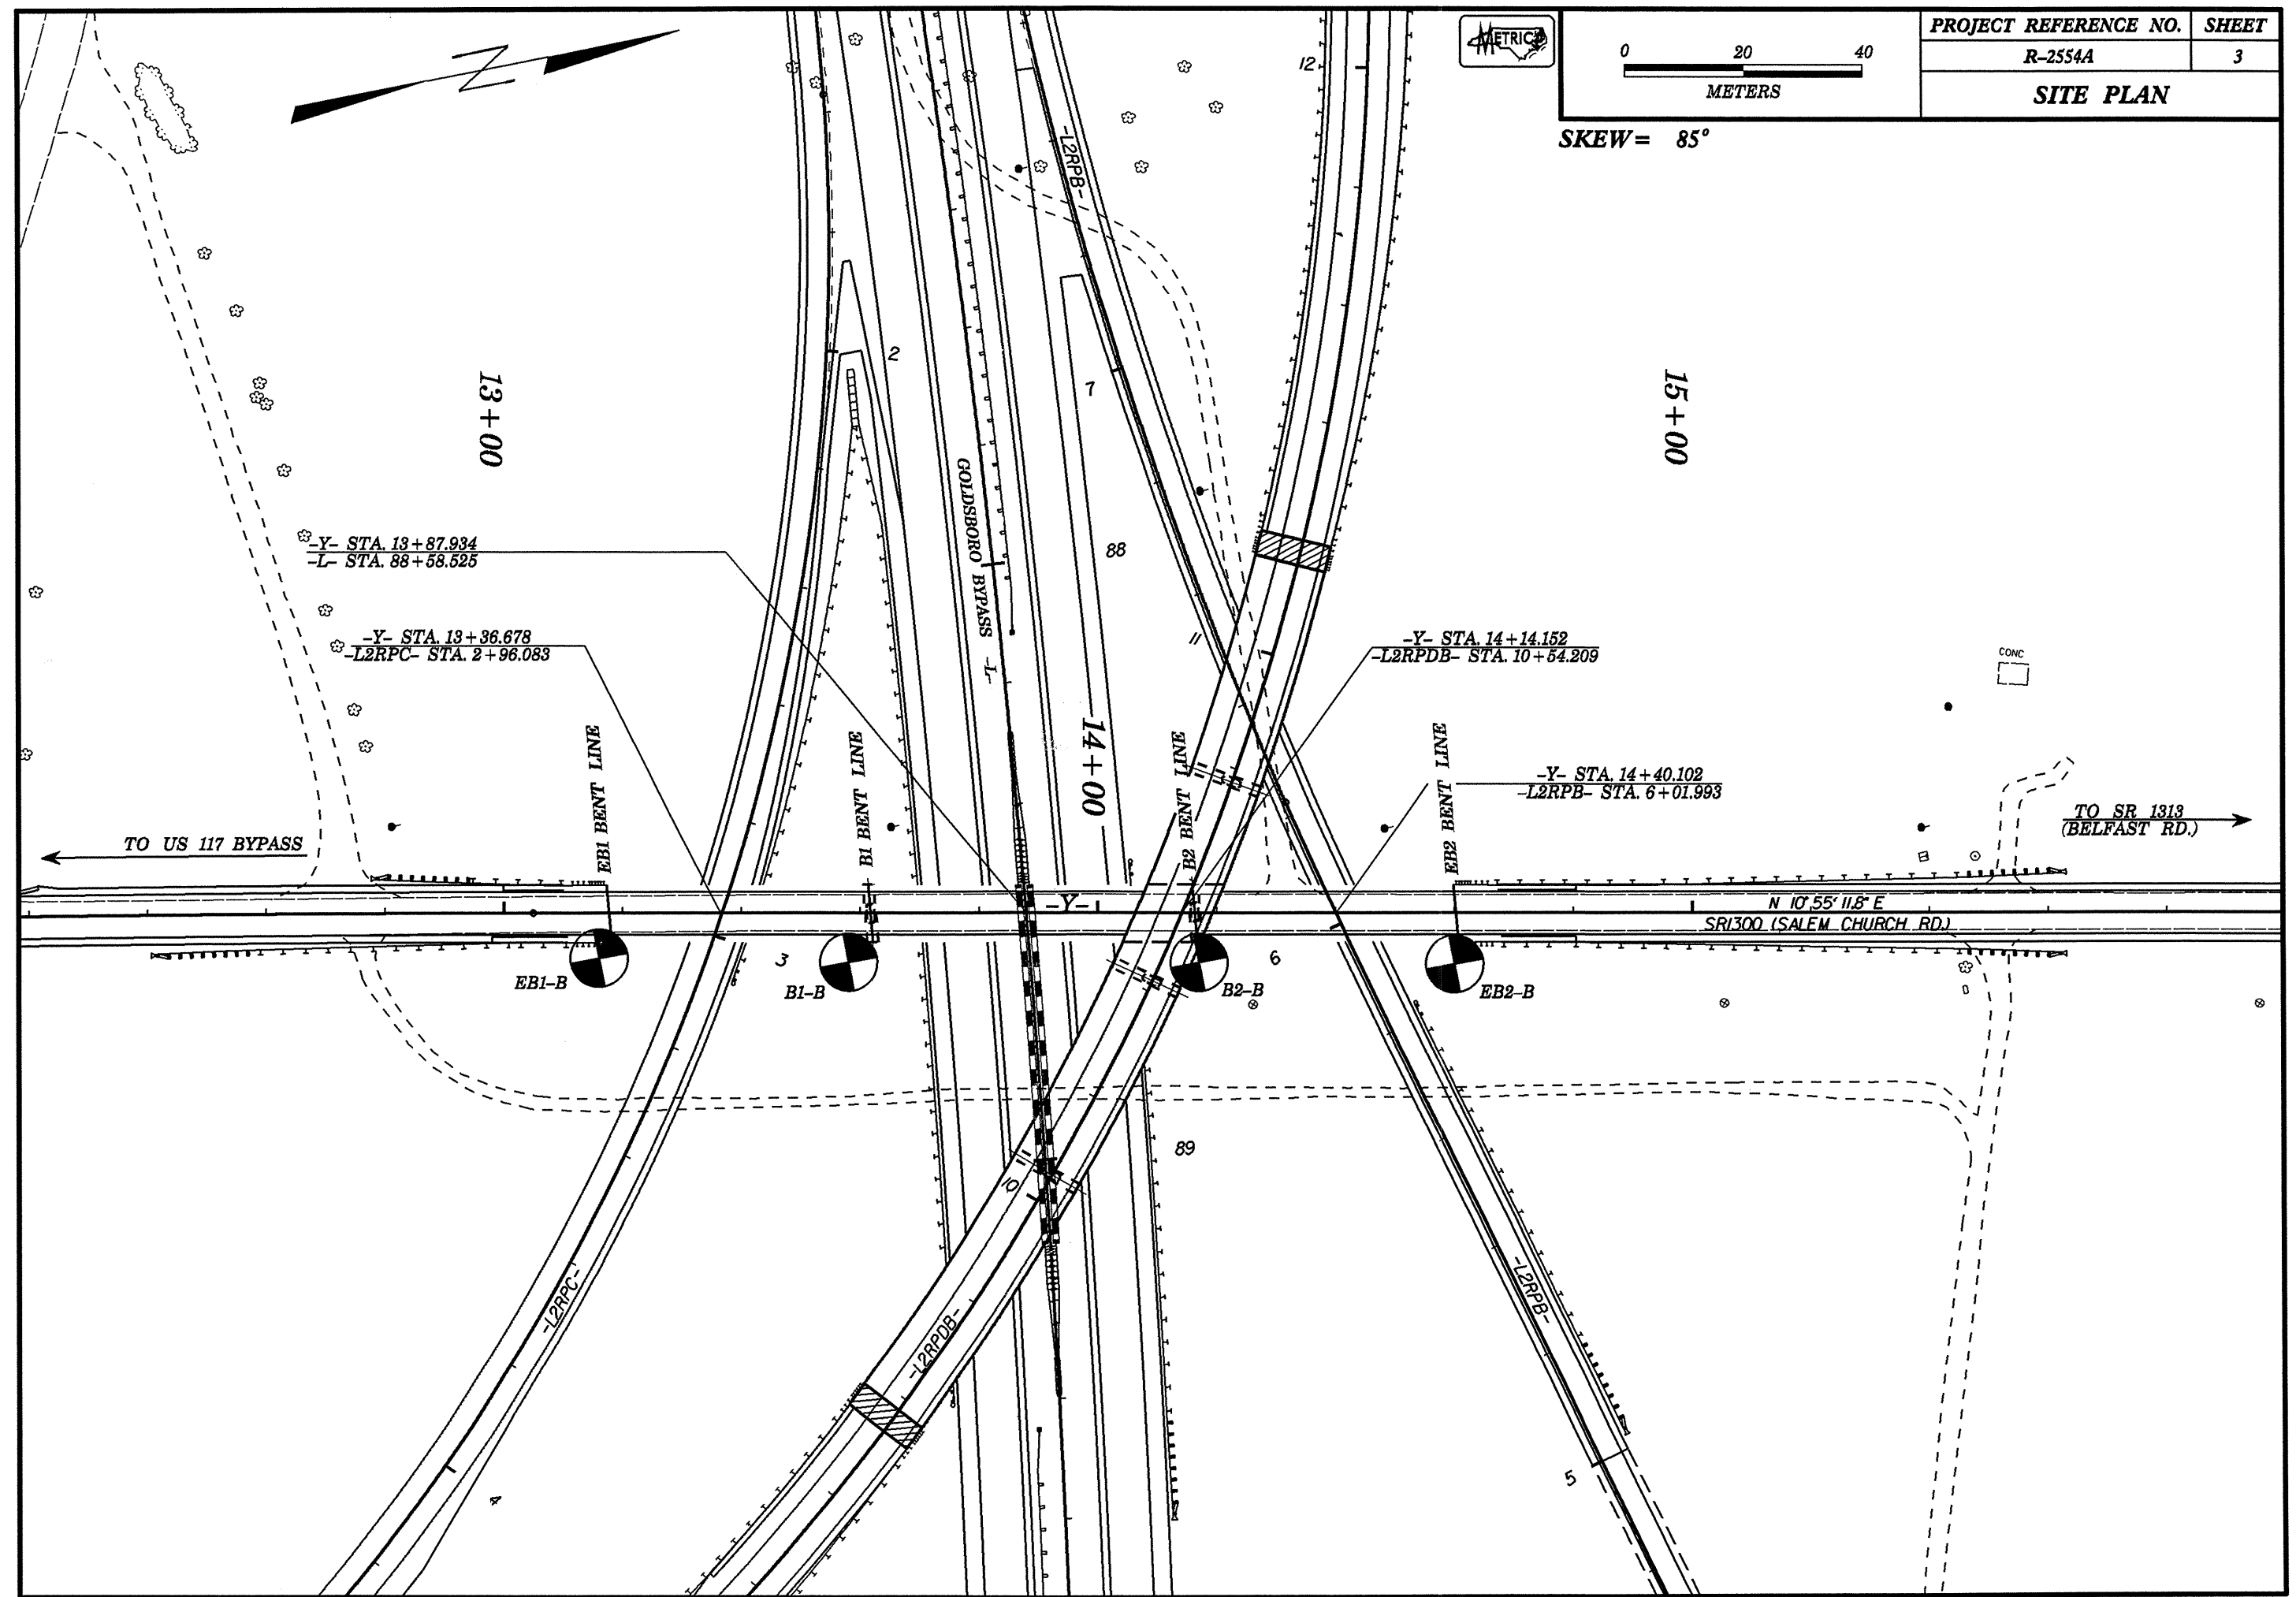 METRIC
0 20 40
METERS
PROJECT REFERENCE NO. SHEET
R-2554A 3
SITE PLAN
SKEW = 85°
12
-L2RPB-
2
7
13+00
15+00
GOLDSBORO BYPASS -L-
88
-Y- STA. 13+87.934
-L- STA. 88+58.525
-Y- STA. 13+36.678
-L2RPC- STA. 2+96.083
11
-Y- STA. 14+14.152
-L2RPDB- STA. 10+54.209
CONC
14+00
EB1 BENT LINE
B1 BENT LINE
B2 BENT LINE
EB2 BENT LINE
-Y- STA. 14+40.102
-L2RPB- STA. 6+01.993
TO US 117 BYPASS
TO SR 1313
(BELFAST RD.)
-Y-
N 10°55'11.8" E
SR1300 (SALEM CHURCH RD.)
EB1-B
3
B1-B
B2-B
6
EB2-B
89
10
-L2RPC-
-L2RPDB-
-L2RPB-
4
5